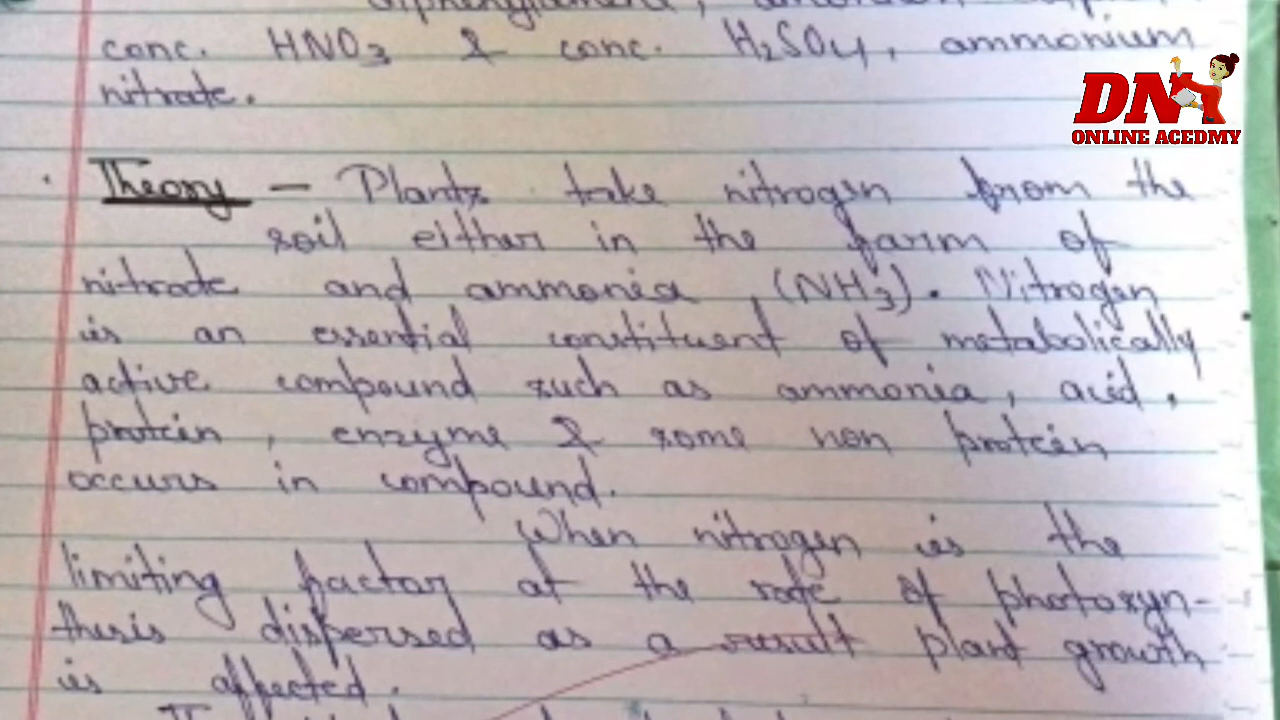 conc. HNO3 & conc. H2SO4, ammonium
nitrate.
DN
ONLINE ACEDMY
Theory - Plants take nitrogen from the
soil either in the farm of
nitrate and ammonia, (NH3). Nitrogen
is an essential constituent of metabolically
active compound such as ammonia, acid,
protein, enzyme & some non protein
occurs in compound.
When nitrogen is the
limiting factor at the rate of photosyn-
thesis dispersed as a result plant growth
is affected.